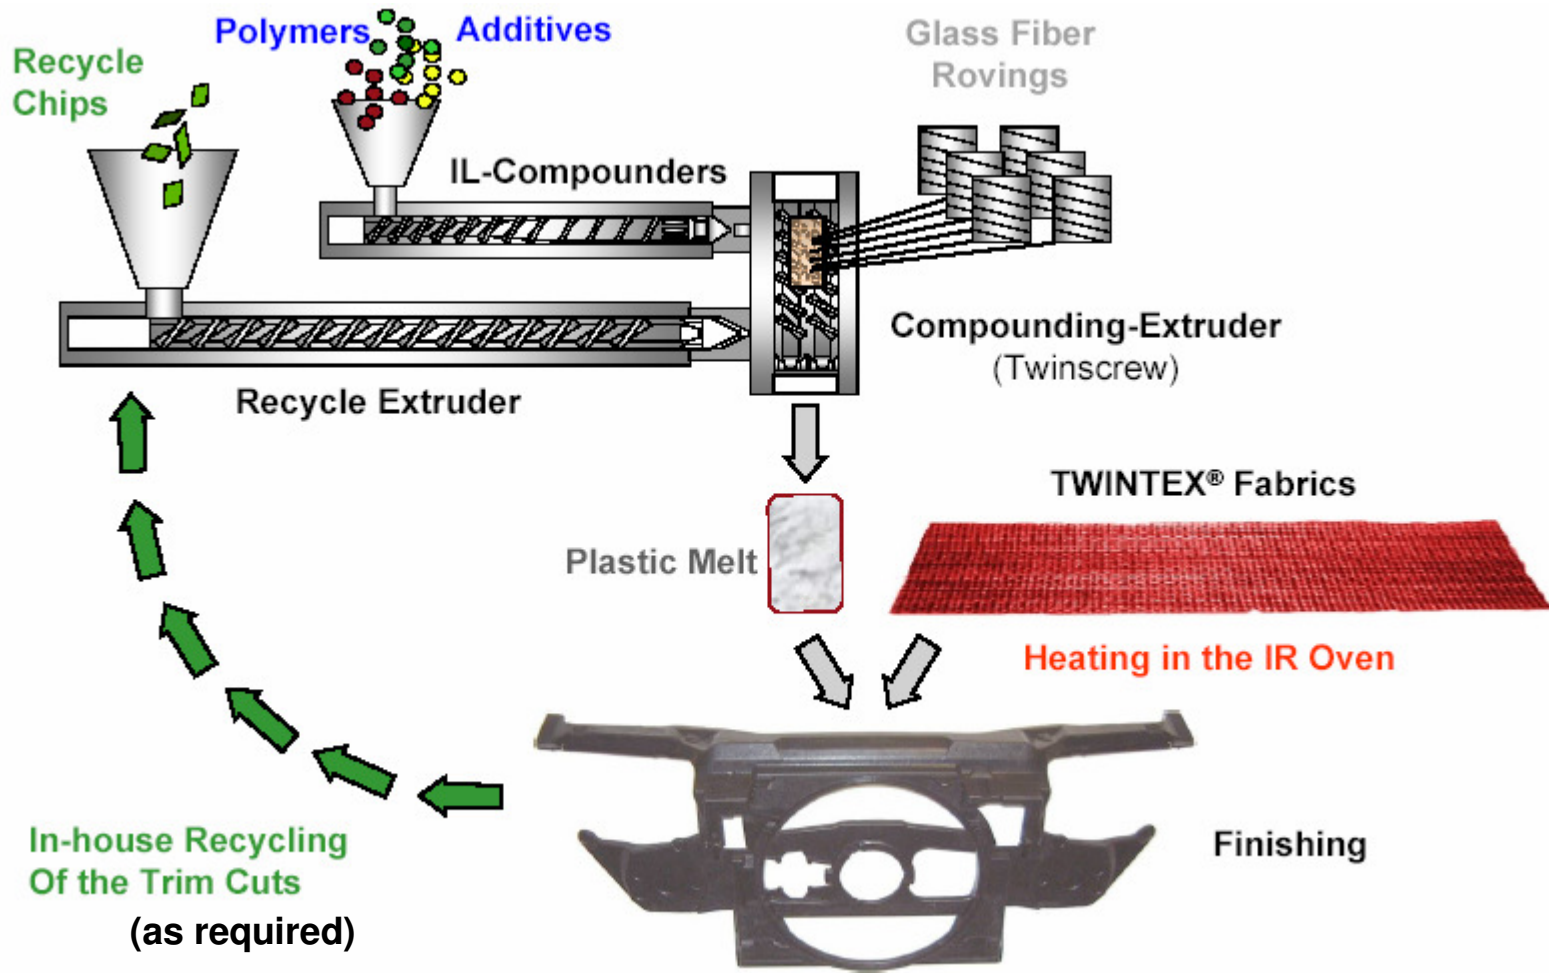 Polymers
Additives
Glass Fiber
Rovings
Recycle
Chips
IL-Compounders
Compounding-Extruder
(Twinscrew)
Recycle Extruder
TWINTEX® Fabrics
Plastic Melt
Heating in the IR Oven
In-house Recycling
Of the Trim Cuts
(as required)
Finishing